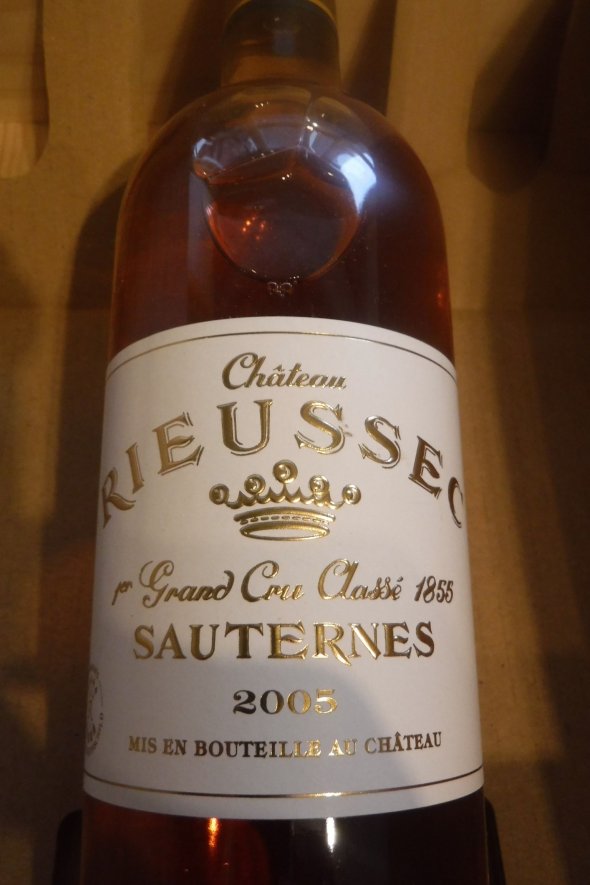 Château
RIEUSSEC
1er Grand Cru Classé 1855
SAUTERNES
2005
MIS EN BOUTEILLE AU CHÂTEAU